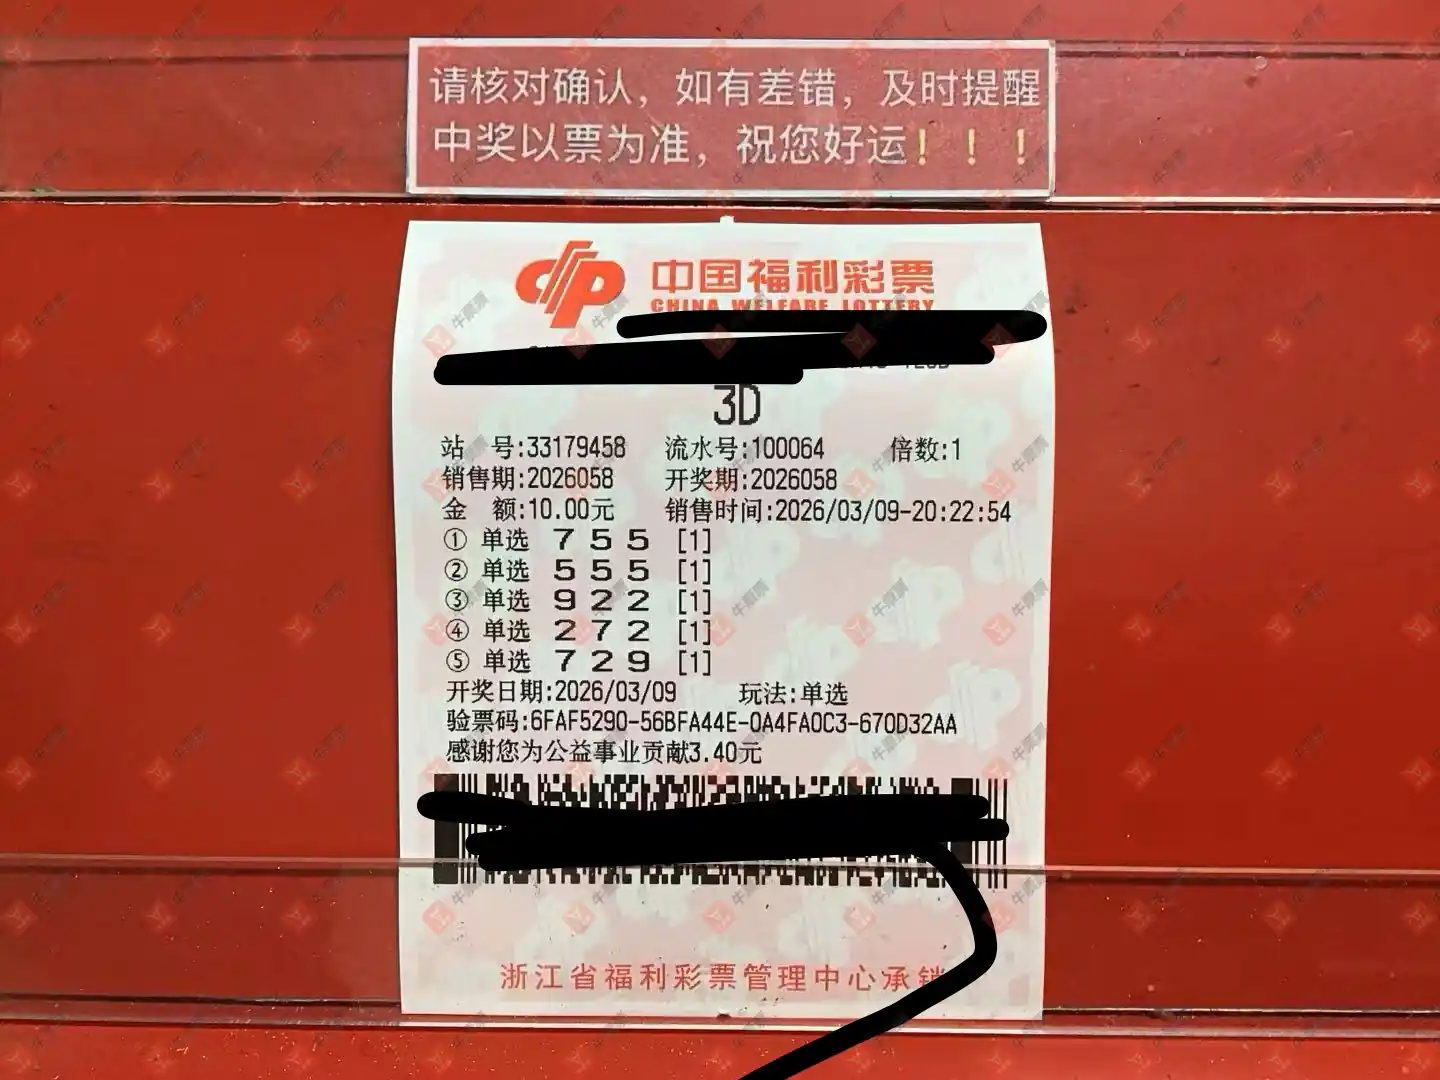 请核对确认，如有差错，及时提醒
中奖以票为准，祝您好运！！！
中国福利彩票
CHINA WELFARE LOTTERY
3D
站 号:33179458 流水号:100064 倍数:1
销售期:2026058 开奖期:2026058
金 额:10.00元 销售时间:2026/03/09-20:22:54
① 单选 7 5 5 [1]
② 单选 5 5 5 [1]
③ 单选 9 2 2 [1]
④ 单选 2 7 2 [1]
⑤ 单选 7 2 9 [1]
开奖日期:2026/03/09 玩法:单选
验票码:6FAF5290-56BFA44E-0A4FA0C3-670D32AA
感谢您为公益事业贡献3.40元
浙江省福利彩票管理中心承销
牛票票